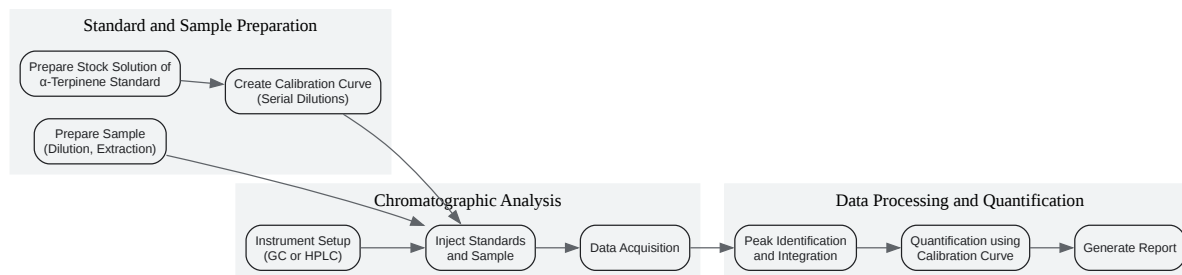 Standard and Sample Preparation
Prepare Stock Solution of
α-Terpinene Standard
Create Calibration Curve
(Serial Dilutions)
Prepare Sample
(Dilution, Extraction)
Chromatographic Analysis
Instrument Setup
(GC or HPLC)
Inject Standards
and Sample
Data Acquisition
Data Processing and Quantification
Peak Identification
and Integration
Quantification using
Calibration Curve
Generate Report